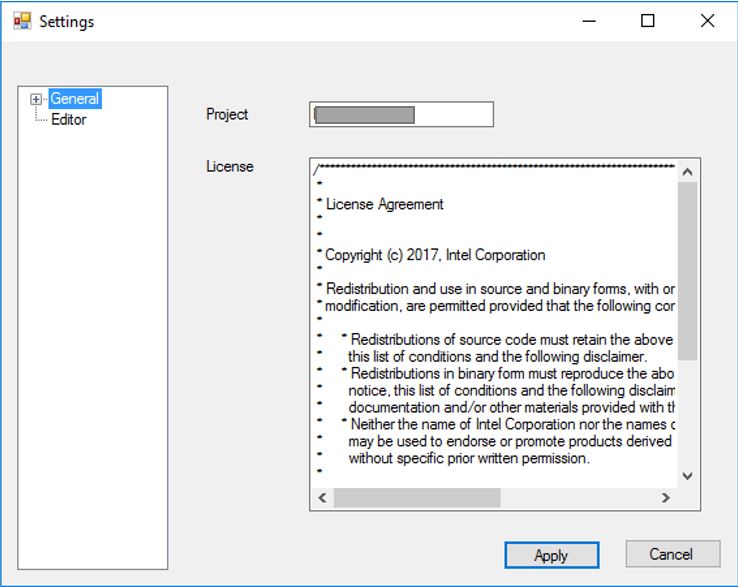 Settings
General
Editor
Project
License
/******************************************************************************
*
* License Agreement
*
*
* Copyright (c) 2017, Intel Corporation
*
* Redistribution and use in source and binary forms, with or
* modification, are permitted provided that the following
*
* * Redistributions of source code must retain the above
* this list of conditions and the following disclaimer.
* * Redistributions in binary form must reproduce the
* notice, this list of conditions and the following
* documentation and/or other materials provided with
* * Neither the name of Intel Corporation nor the names
* may be used to endorse or promote products derived
* without specific prior written permission.
*
Apply
Cancel